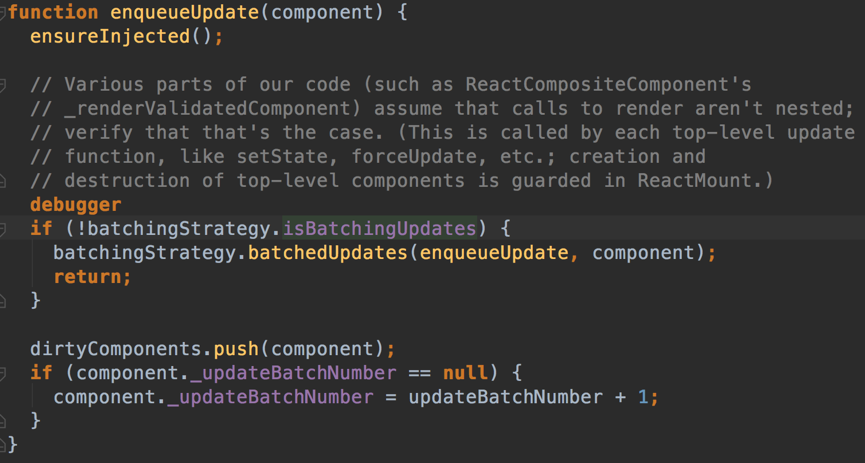 function enqueueUpdate(component) {
ensureInjected();
// Various parts of our code (such as ReactCompositeComponent's
// _renderValidatedComponent) assume that calls to render aren't nested;
// verify that that's the case. (This is called by each top-level update
// function, like setState, forceUpdate, etc.; creation and
// destruction of top-level components is guarded in ReactMount.)
debugger
if (!batchingStrategy.isBatchingUpdates) {
batchingStrategy.batchedUpdates(enqueueUpdate, component);
return;
}
dirtyComponents.push(component);
if (component._updateBatchNumber == null) {
component._updateBatchNumber = updateBatchNumber + 1;
}
}